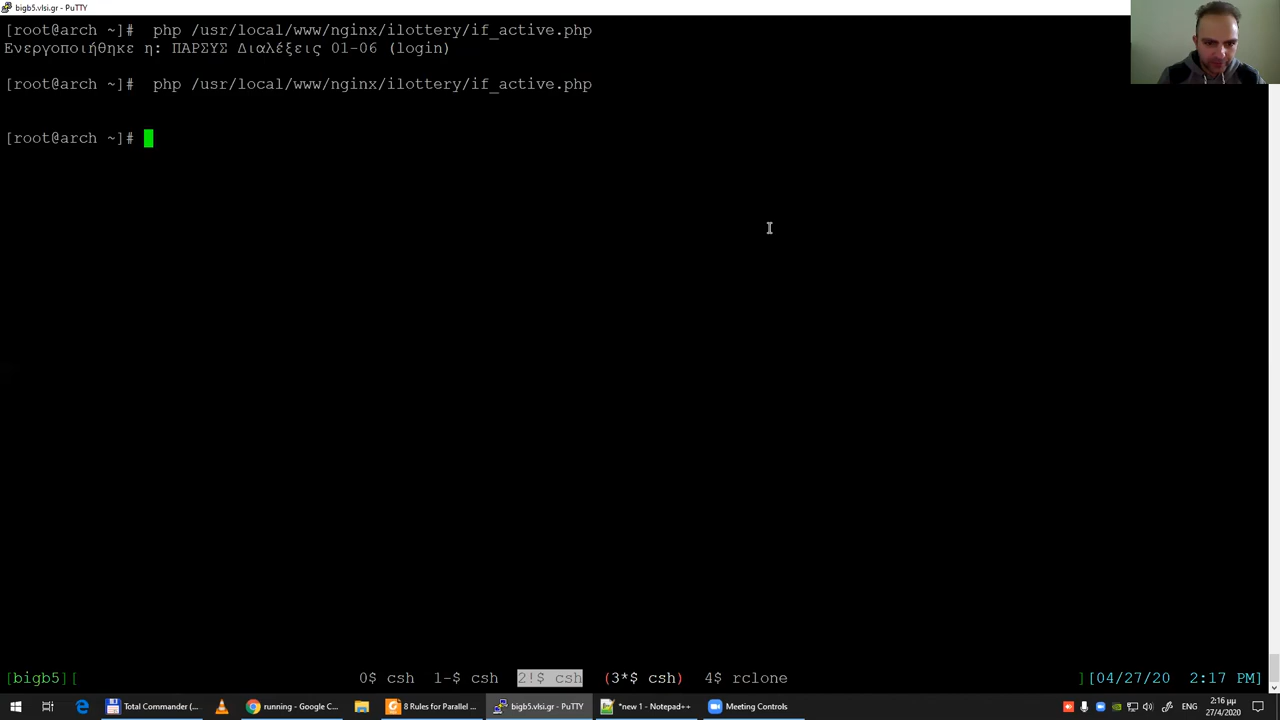 bigb5.vlsi.gr - PuTTY
[root@arch ~]#  php /usr/local/www/nginx/ilottery/if_active.php
Ενεργοποιήθηκε η: ΠΑΡΣΥΣ Διαλέξεις 01-06 (login)
[root@arch ~]#  php /usr/local/www/nginx/ilottery/if_active.php
[root@arch ~]#
[bigb5][ 0$ csh 1-$ csh 2!$ csh (3*$ csh) 4$ rclone ][04/27/20 2:17 PM]
Total Commander (... running - Google C... 8 Rules for Parallel ... bigb5.vlsi.gr - PuTTY *new 1 - Notepad++ Meeting Controls ΕΝΓ 2:16 μμ
27/4/2020